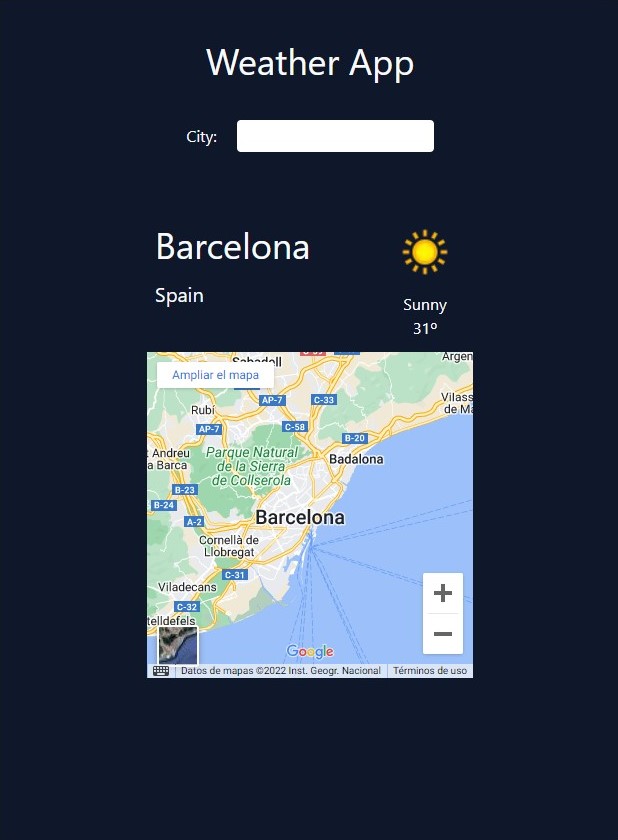 Weather App
City:
Barcelona
Spain
Sunny
31º
Sabadell
Argen
Ampliar el mapa
AP-7
C-33
Rubí
Vilass
de Ma
AP-7
C-58
B-20
Andreu
a Barca
Parque Natural
de la Sierra
de Collserola
Badalona
B-23
B-24
A-2
Barcelona
Cornellà de
Llobregat
C-31
Viladecans
C-32
telldefels
Google
Datos de mapas ©2022 Inst. Geogr. Nacional
Términos de uso